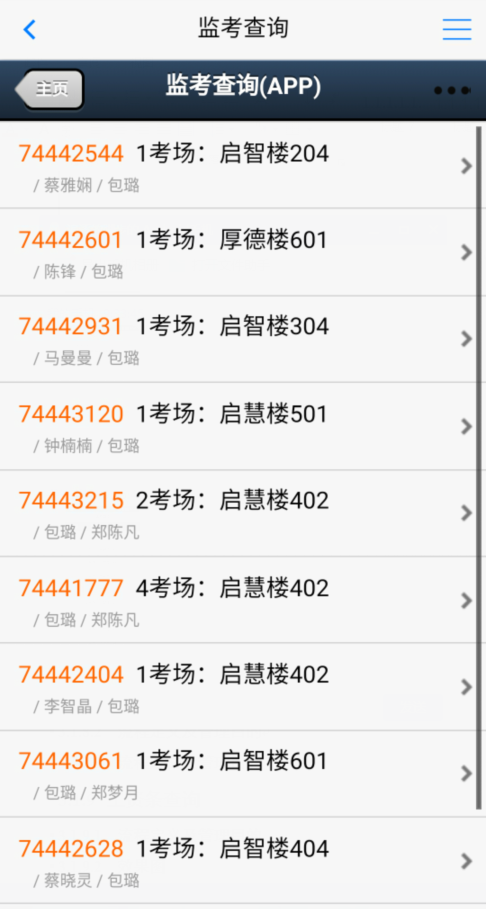 监考查询
主页
监考查询(APP)
74442544 1考场：启智楼204
/ 蔡雅娴 / 包璐
74442601 1考场：厚德楼601
/ 陈锋 / 包璐
74442931 1考场：启智楼304
/ 马曼曼 / 包璐
74443120 1考场：启慧楼501
/ 钟楠楠 / 包璐
74443215 2考场：启慧楼402
/ 包璐 / 郑陈凡
74441777 4考场：启慧楼402
/ 包璐 / 郑陈凡
74442404 1考场：启慧楼402
/ 李智晶 / 包璐
74443061 1考场：启智楼601
/ 包璐 / 郑梦月
74442628 1考场：启智楼404
/ 蔡晓灵 / 包璐